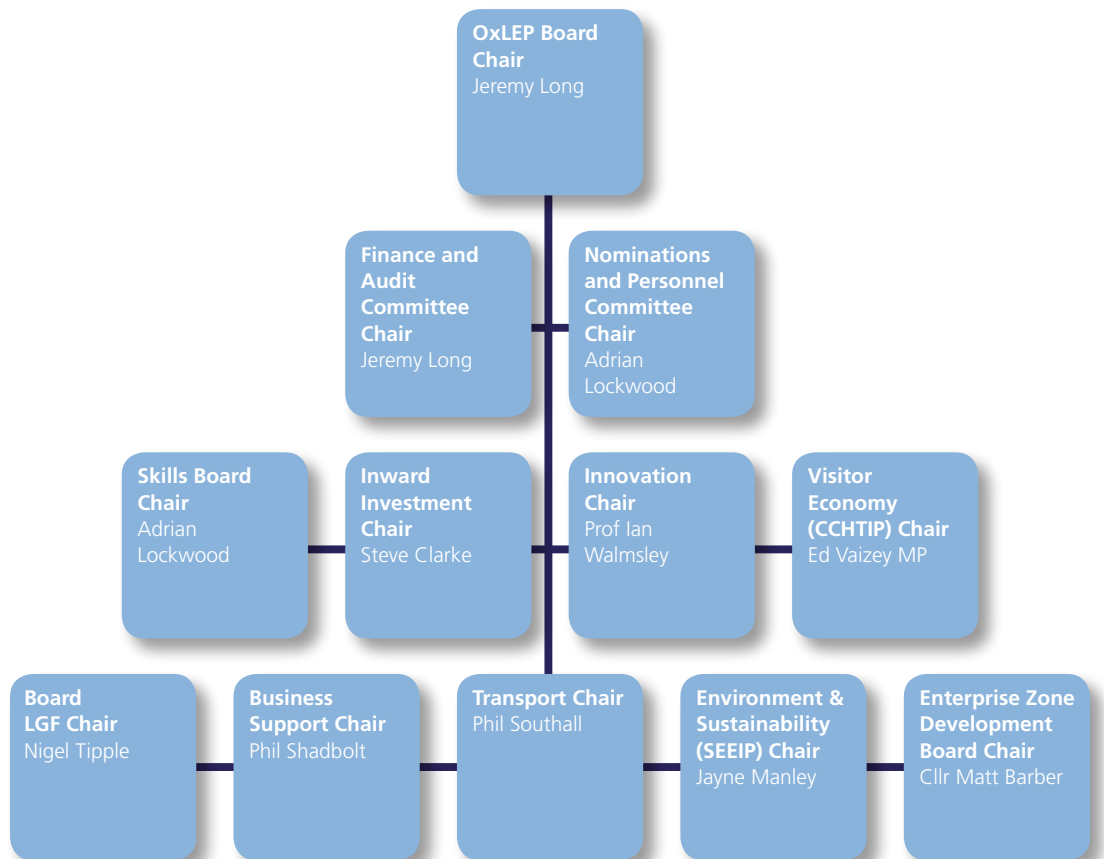 OxLEP Board
Chair
Jeremy Long
Finance and
Audit
Committee
Chair
Jeremy Long
Nominations
and Personnel
Committee
Chair
Adrian
Lockwood
Skills Board
Chair
Adrian
Lockwood
Inward
Investment
Chair
Steve Clarke
Innovation
Chair
Prof Ian
Walmsley
Visitor
Economy
(CCHTIP) Chair
Ed Vaizey MP
Board
LGF Chair
Nigel Tipple
Business
Support Chair
Phil Shadbolt
Transport Chair
Phil Southall
Environment &
Sustainability
(SEEIP) Chair
Jayne Manley
Enterprise Zone
Development
Board Chair
Cllr Matt Barber